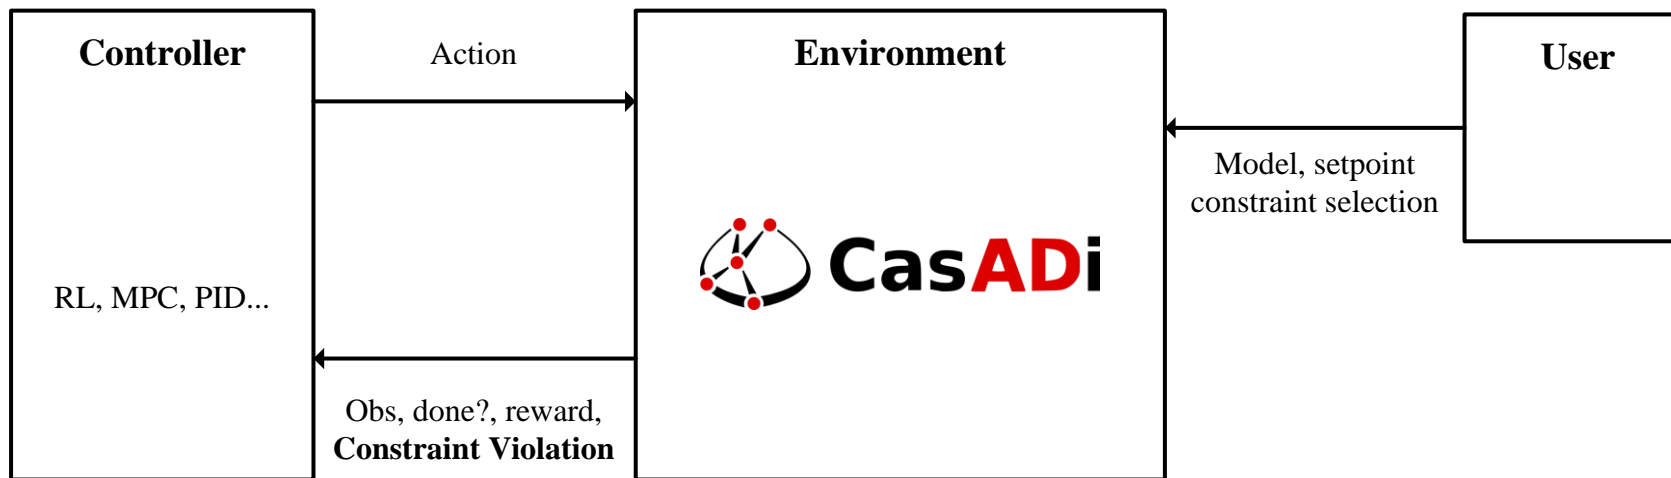 Controller
Action
Environment
User
Model, setpoint
constraint selection
CasADi
RL, MPC, PID...
Obs, done?, reward,
Constraint Violation